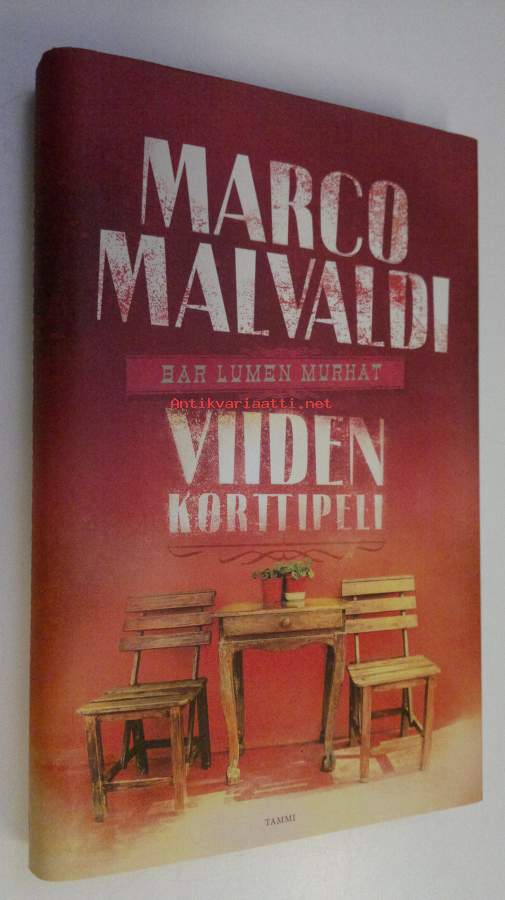 MARCO
MALVALDI
BAR LUMEN MURHAT
Antikvariaatti.net
VIIDEN
KORTTIPELI
TAMMI